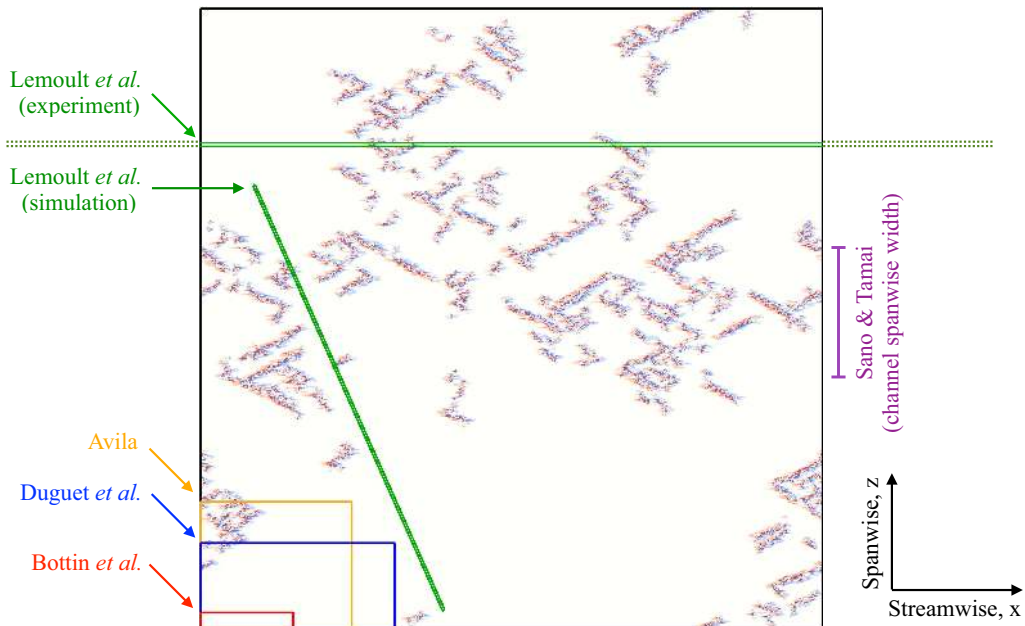 Lemoult et al.
(experiment)
Lemoult et al.
(simulation)
Sano & Tamai
(channel spanwise width)
Avila
Duguet et al.
Bottin et al.
Spanwise, z
Streamwise, x